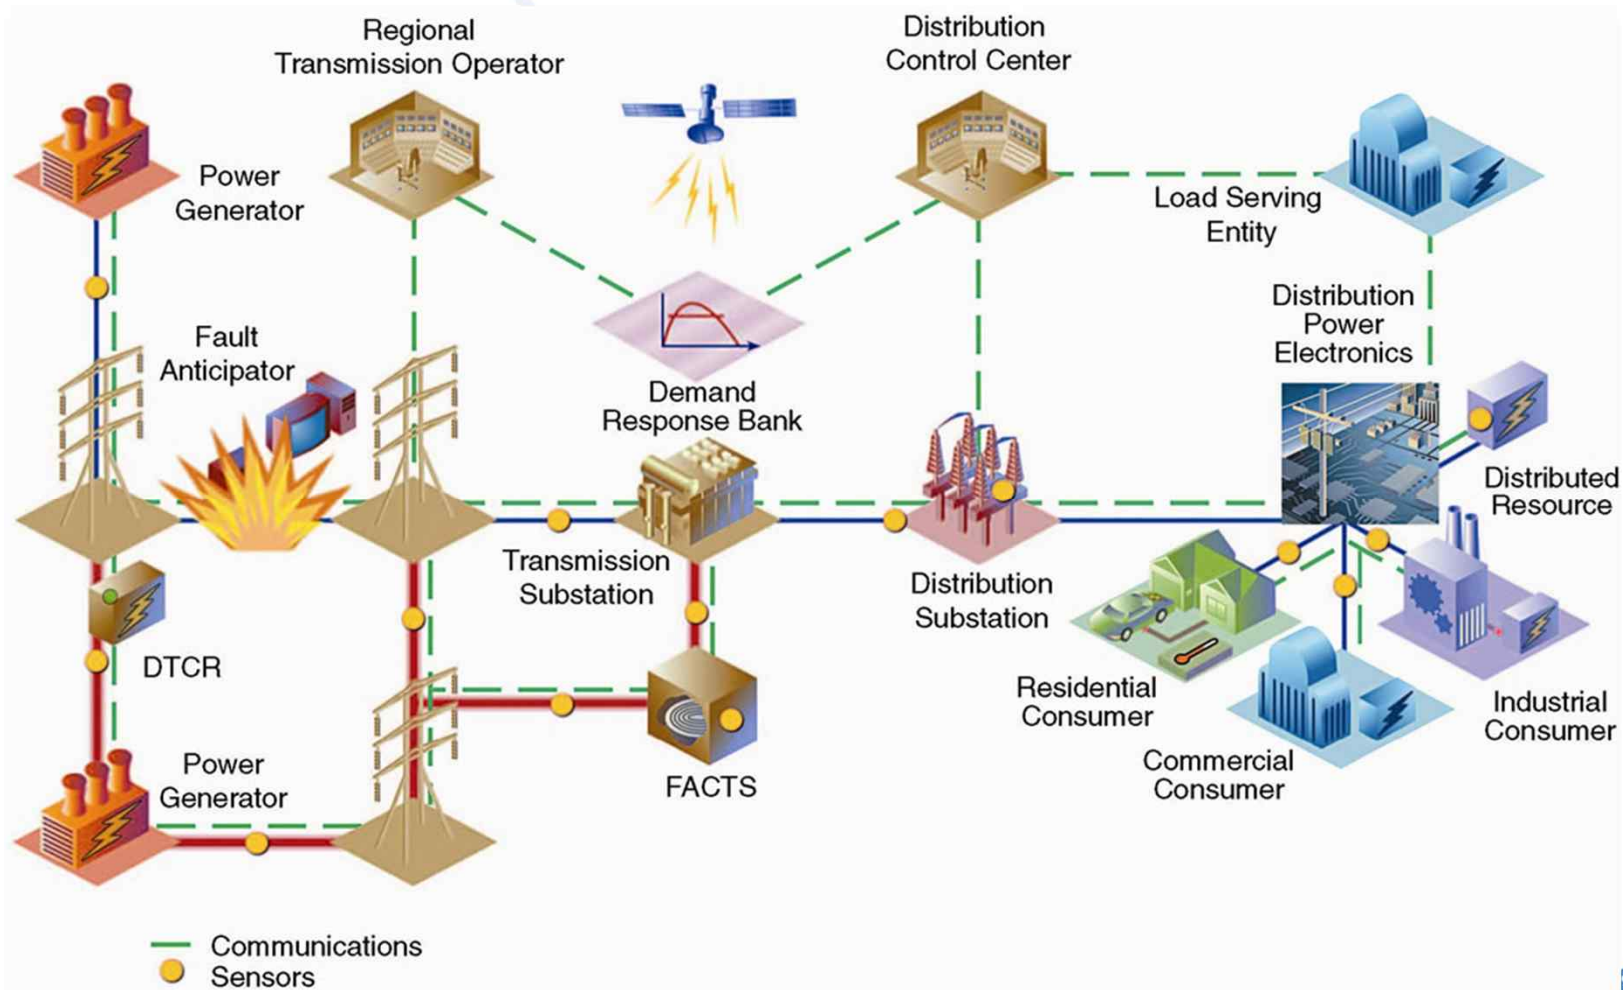 Regional
Transmission Operator
Distribution
Control Center
Power
Generator
Load Serving
Entity
Distribution
Power
Electronics
Fault
Anticipator
Demand
Response Bank
Distributed
Resource
Transmission
Substation
Distribution
Substation
DTCR
Residential
Consumer
Industrial
Consumer
Power
Generator
FACTS
Commercial
Consumer
Communications
Sensors